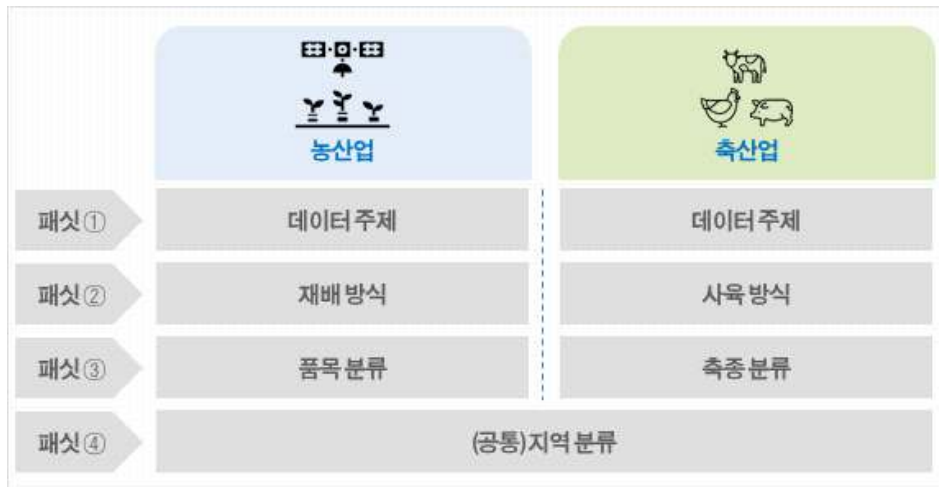 농산업
축산업
패싯① 데이터 주제 데이터 주제
패싯② 재배 방식 사육 방식
패싯③ 품목 분류 축종 분류
패싯④ (공통)지역 분류